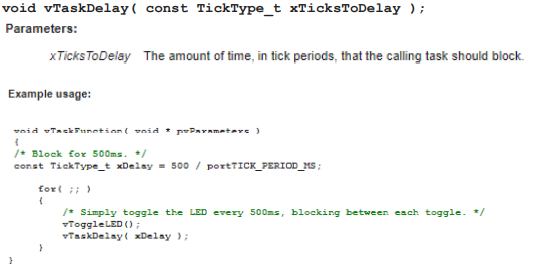 void vTaskDelay( const TickType_t xTicksToDelay );
Parameters:
xTicksToDelay The amount of time, in tick periods, that the calling task should block.
Example usage:
void vTaskFunction( void * pvParameters )
{
/* Block for 500ms. */
const TickType_t xDelay = 500 / portTICK_PERIOD_MS;
for( ;; )
{
/* Simply toggle the LED every 500ms, blocking between each toggle. */
vToggleLED();
vTaskDelay( xDelay );
}
}